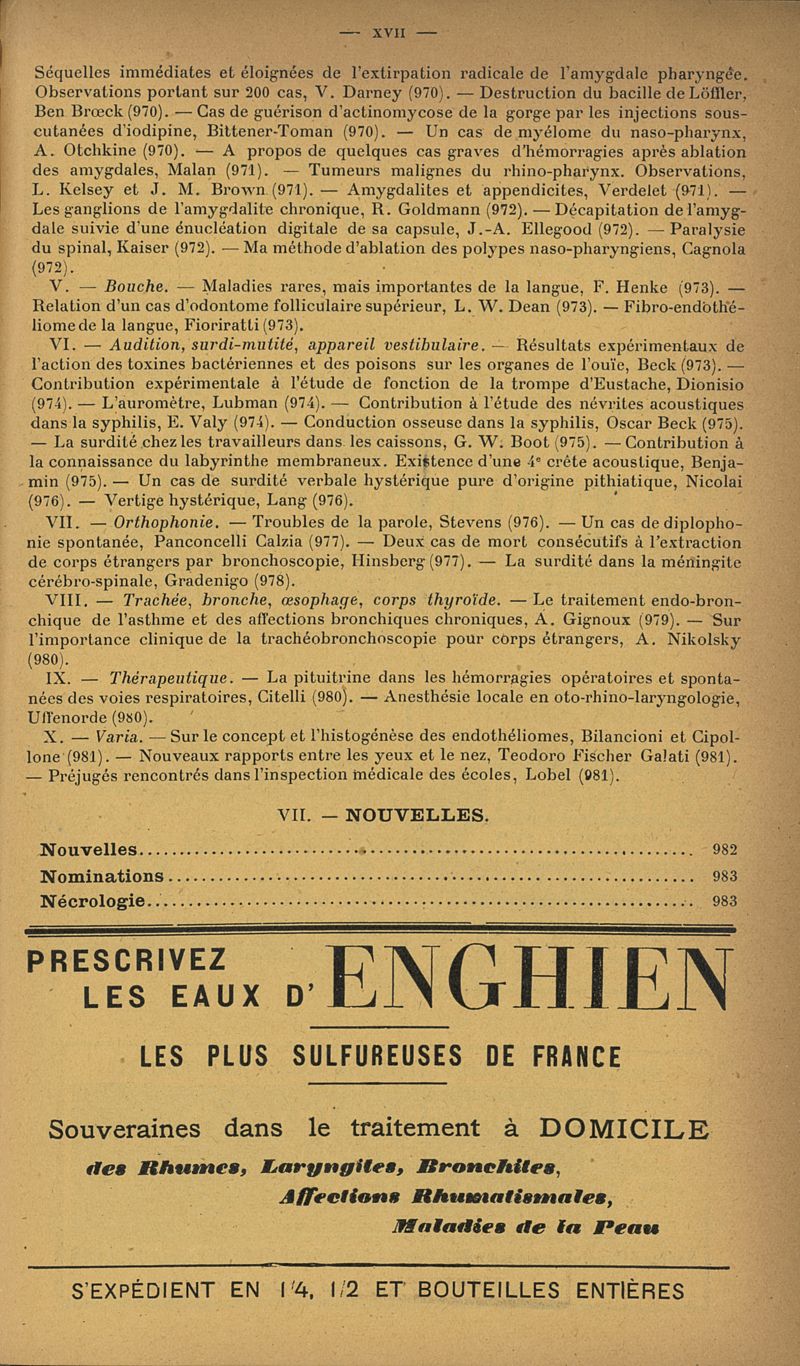 — XVII —
Séquelles immédiates et éloignées de l'extirpation radicale de l'amygdale pharyngée.
Observations portant sur 200 cas, V. Darney (970). — Destruction du bacille de Löffler,
Ben Brœck (970). — Cas de guérison d'actinomycose de la gorge par les injections sous-
cutanées d'iodipine, Bittener-Toman (970). — Un cas de myélome du naso-pharynx,
A. Otchkine (970). — A propos de quelques cas graves d'hémorragies après ablation
des amygdales, Malan (971). — Tumeurs malignes du rhino-pharynx. Observations,
L. Kelsey et J. M. Brown (971). — Amygdalites et appendicites, Verdelet (971). —
Les ganglions de l'amygdalite chronique, R. Goldmann (972). — Décapitation de l'amyg-
dale suivie d'une énucléation digitale de sa capsule, J.-A. Ellegood (972). — Paralysie
du spinal, Kaiser (972). — Ma méthode d'ablation des polypes naso-pharyngiens, Cagnola
(972).
V. — Bouche. — Maladies rares, mais importantes de la langue, F. Henke (973). —
Relation d'un cas d'odontome folliculaire supérieur, L. W. Dean (973). — Fibro-endothé-
liome de la langue, Fioriratti (973).
VI. — Audition, surdi-mutité, appareil vestibulaire. — Résultats expérimentaux de
l'action des toxines bactériennes et des poisons sur les organes de l'ouïe, Beck (973). —
Contribution expérimentale à l'étude de fonction de la trompe d'Eustache, Dionisio
(974). — L'auromètre, Lubman (974). — Contribution à l'étude des névrites acoustiques
dans la syphilis, E. Valy (974). — Conduction osseuse dans la syphilis, Oscar Beck (975).
— La surdité chez les travailleurs dans les caissons, G. W. Boot (975). — Contribution à
la connaissance du labyrinthe membraneux. Existence d'une 4e crête acoustique, Benja-
min (975). — Un cas de surdité verbale hystérique pure d'origine pithiatique, Nicolai
(976). — Vertige hystérique, Lang (976).
VII. — Orthophonie. — Troubles de la parole, Stevens (976). — Un cas de diplopho-
nie spontanée, Panconcelli Calzia (977). — Deux cas de mort consécutifs à l'extraction
de corps étrangers par bronchoscopie, Hinsberg (977). — La surdité dans la méningite
cérébro-spinale, Gradenigo (978).
VIII. — Trachée, bronche, œsophage, corps thyroïde. — Le traitement endo-bron-
chique de l'asthme et des affections bronchiques chroniques, A. Gignoux (979). — Sur
l'importance clinique de la trachéobronchoscopie pour corps étrangers, A. Nikolsky
(980).
IX. — Thérapeutique. — La pituitrine dans les hémorragies opératoires et sponta-
nées des voies respiratoires, Citelli (980). — Anesthésie locale en oto-rhino-laryngologie,
Uffenorde (980).
X. — Varia. — Sur le concept et l'histogénèse des endothéliomes, Bilancioni et Cipol-
lone (981). — Nouveaux rapports entre les yeux et le nez, Teodoro Fischer Galati (981).
— Préjugés rencontrés dans l'inspection médicale des écoles, Lobel (981).
VII. — NOUVELLES.
Nouvelles.......... 982
Nominations.......... 983
Nécrologie.......... 983
PRESCRIVEZ
LES EAUX D'ENGHIEN
LES PLUS SULFUREUSES DE FRANCE
Souveraines dans le traitement à DOMICILE
des Rhumes, Laryngites, Bronchites,
Affections Rhumatismales,
Maladies de la Peau
S'EXPÉDIENT EN 1/4, 1/2 ET BOUTEILLES ENTIÈRES